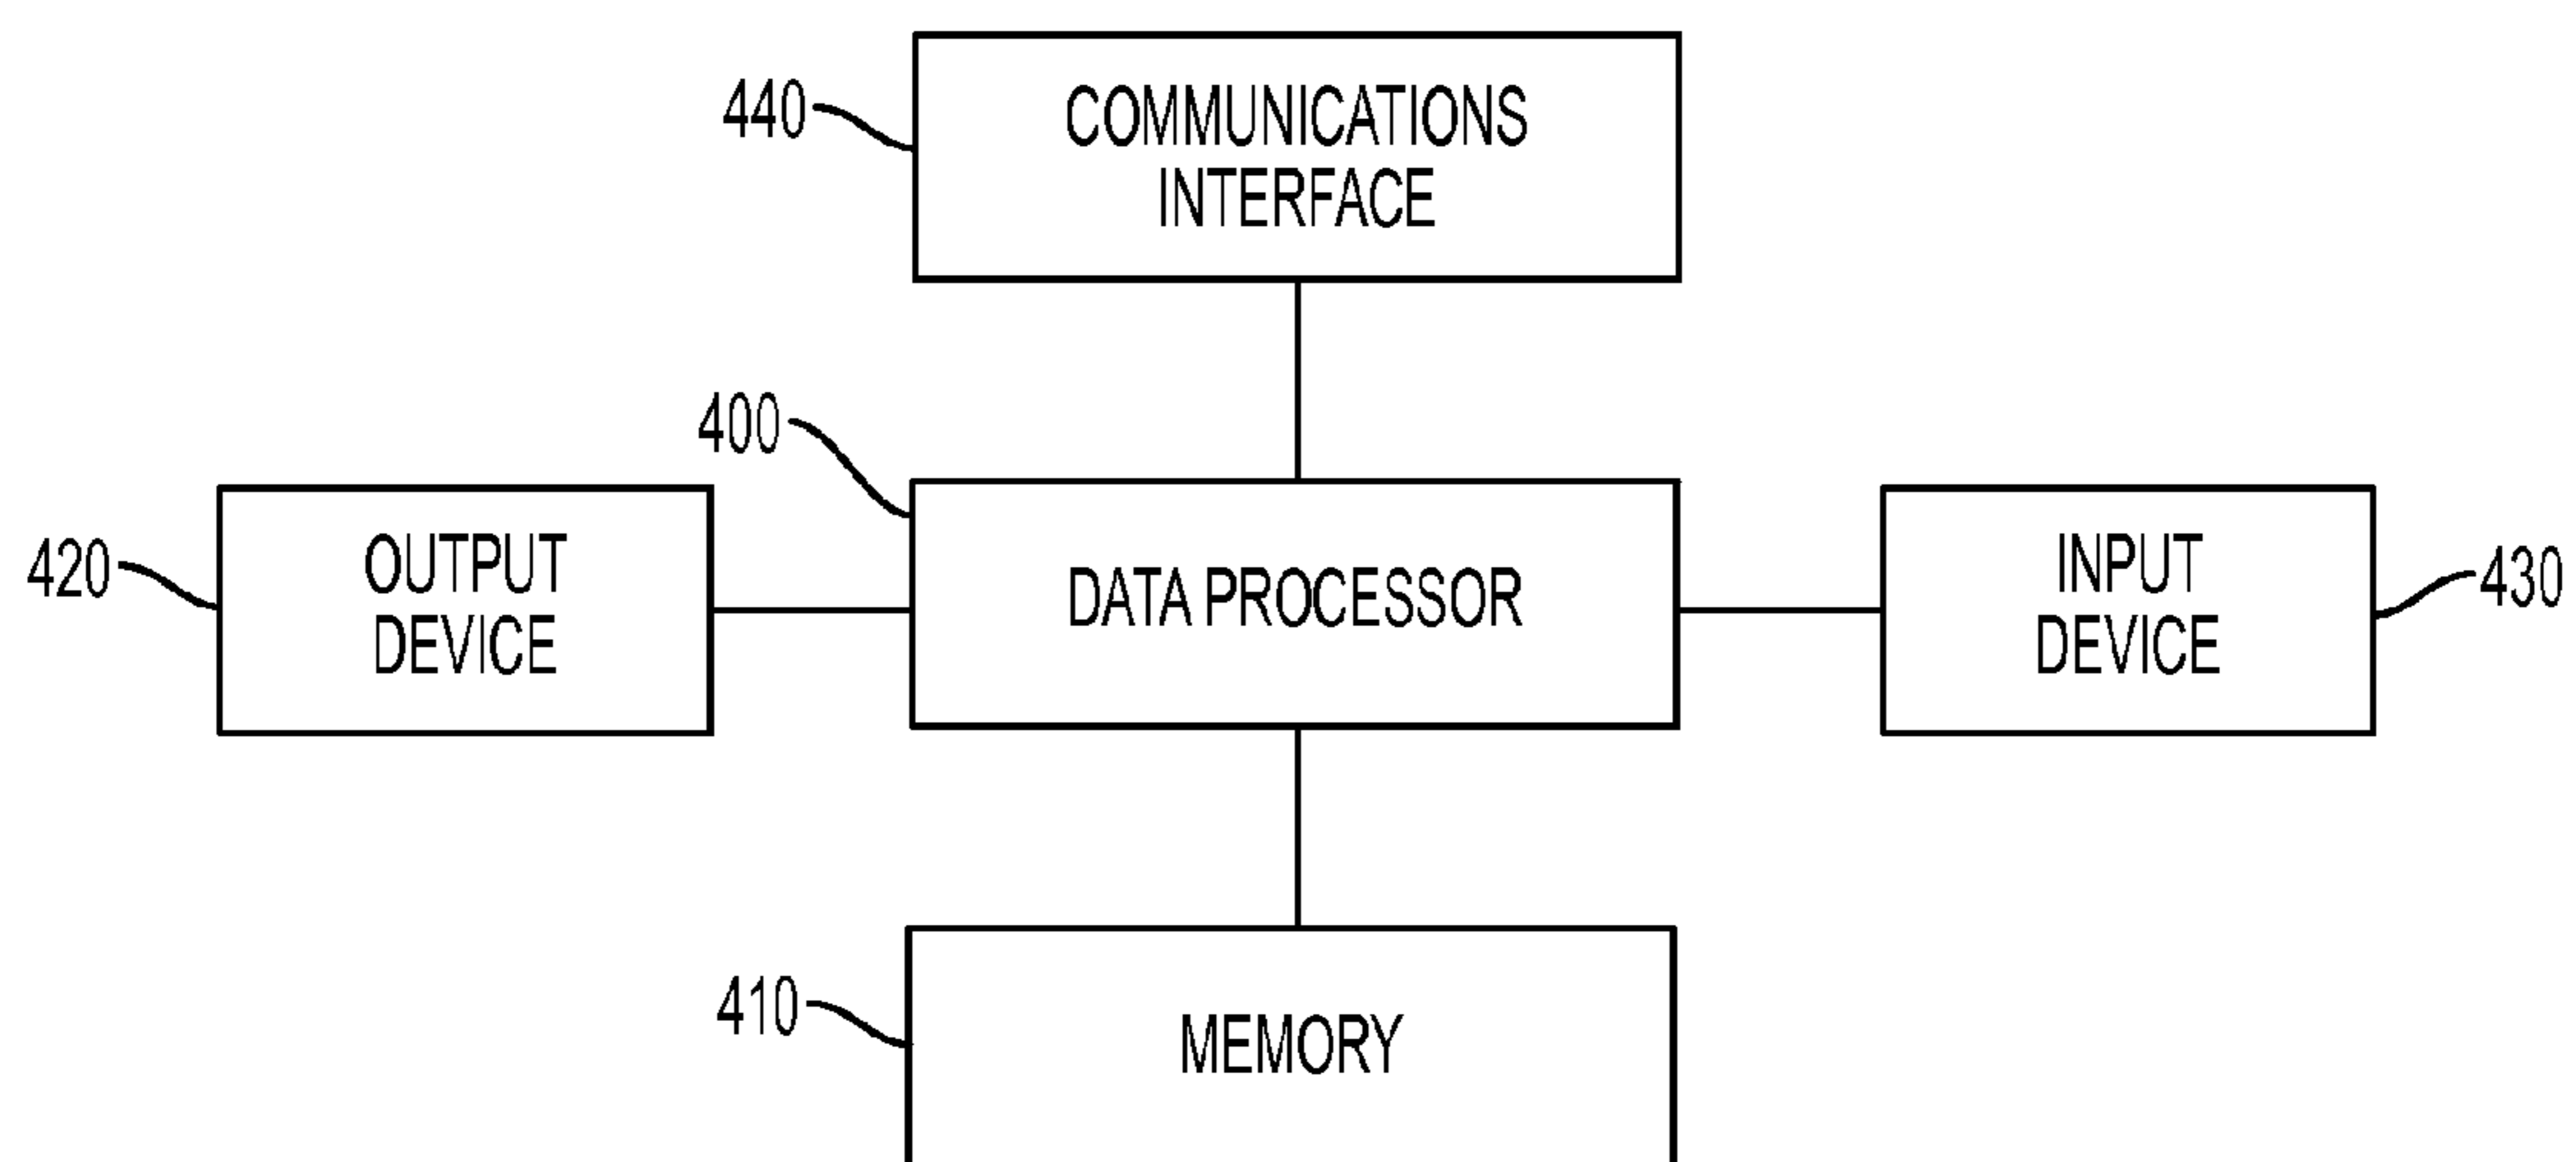 440
COMMUNICATIONS
INTERFACE
400
420
OUTPUT
DEVICE
DATA PROCESSOR
INPUT
DEVICE
430
410
MEMORY